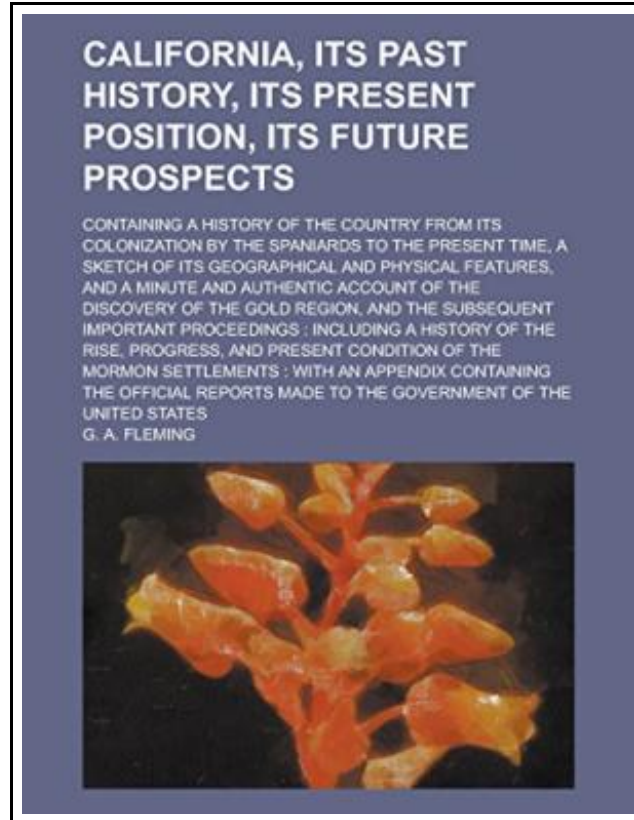 CALIFORNIA, ITS PAST
HISTORY, ITS PRESENT
POSITION, ITS FUTURE
PROSPECTS
CONTAINING A HISTORY OF THE COUNTRY FROM ITS
COLONIZATION BY THE SPANIARDS TO THE PRESENT TIME, A
SKETCH OF ITS GEOGRAPHICAL AND PHYSICAL FEATURES,
AND A MINUTE AND AUTHENTIC ACCOUNT OF THE
DISCOVERY OF THE GOLD REGION, AND THE SUBSEQUENT
IMPORTANT PROCEEDINGS : INCLUDING A HISTORY OF THE
RISE, PROGRESS, AND PRESENT CONDITION OF THE
MORMON SETTLEMENTS : WITH AN APPENDIX CONTAINING
THE OFFICIAL REPORTS MADE TO THE GOVERNMENT OF THE
UNITED STATES
G. A. FLEMING